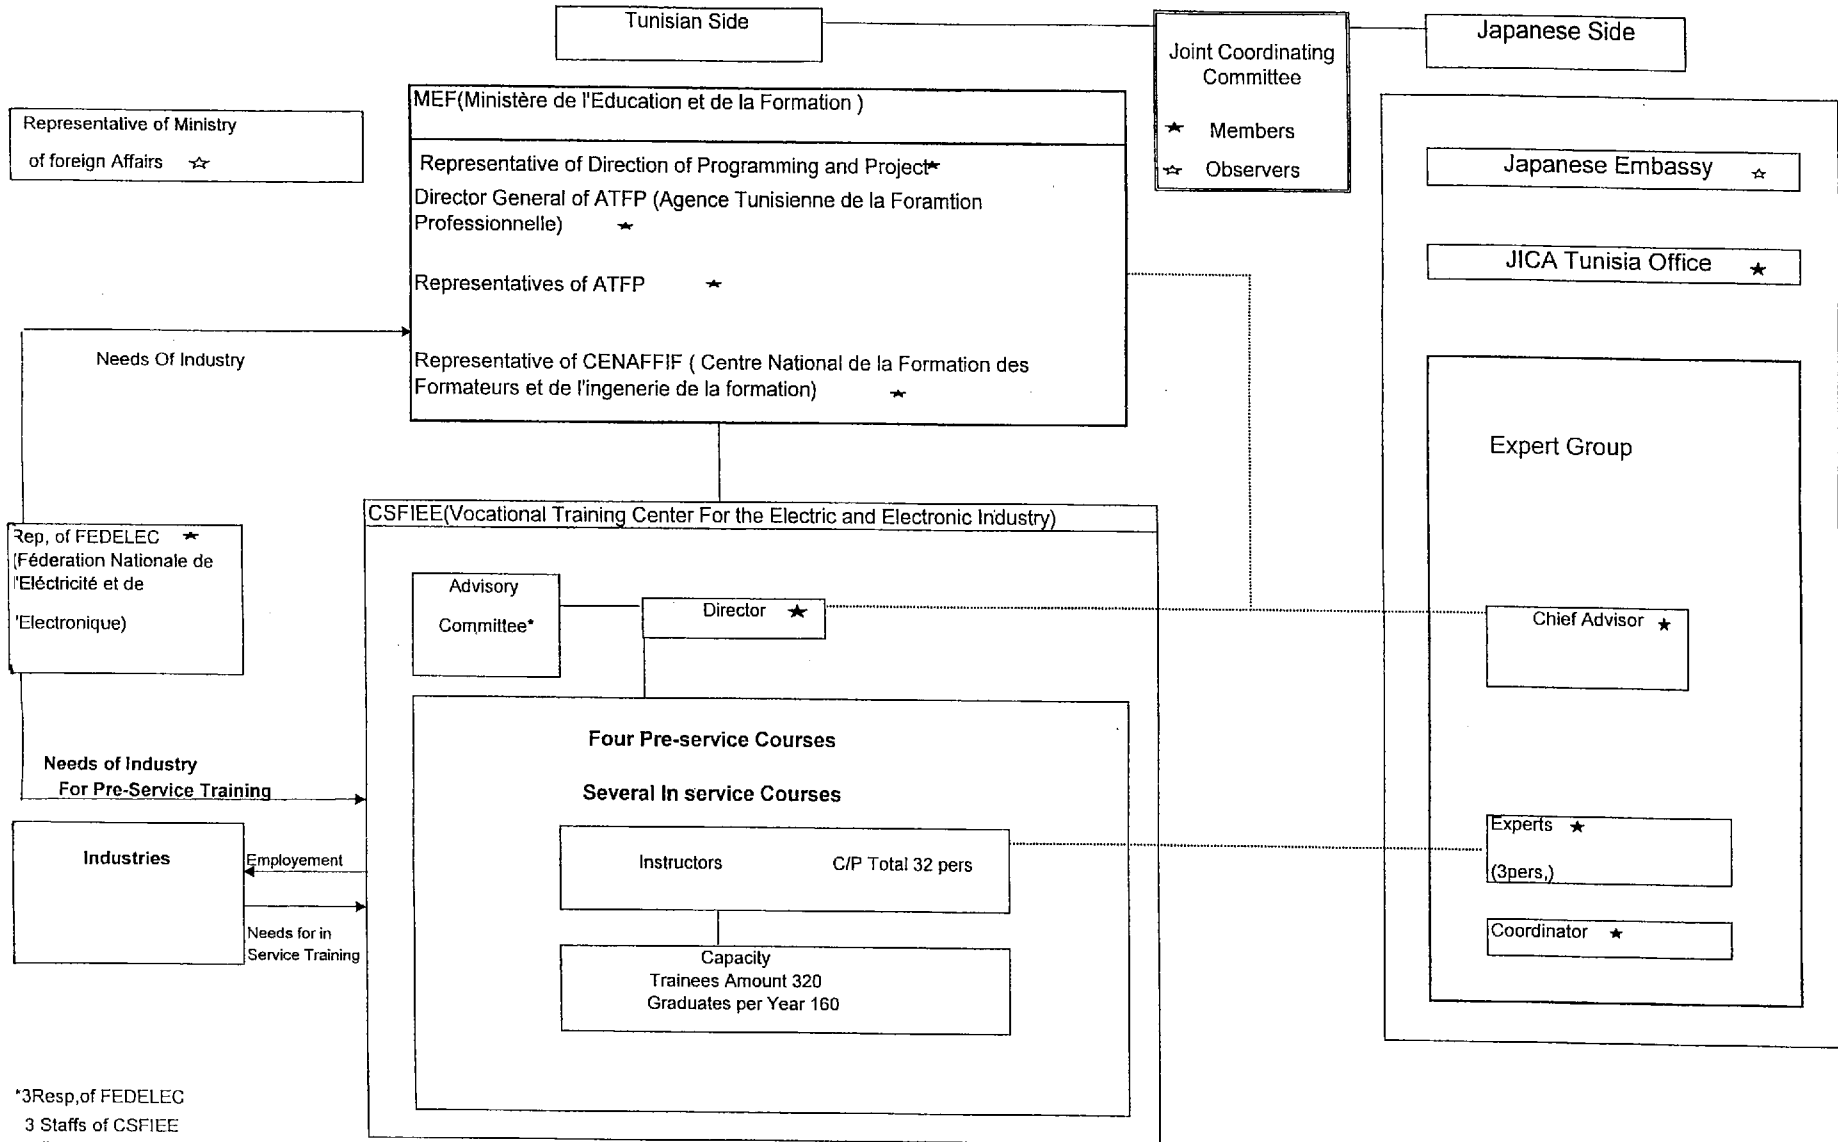 Tunisian Side
Joint Coordinating
Committee
★ Members
☆ Observers
Japanese Side
Representative of Ministry
of foreign Affairs ☆
MEF(Ministère de l'Education et de la Formation )
Representative of Direction of Programming and Project★
Director General of ATFP (Agence Tunisienne de la Foramtion
Professionnelle) ★
Representatives of ATFP ★
Representative of CENAFFIF ( Centre National de la Formation des
Formateurs et de l'ingenerie de la formation) ★
Japanese Embassy ☆
JICA Tunisia Office ★
Needs Of Industry
Expert Group
Rep, of FEDELEC ★
(Féderation Nationale de
'Eléctricité et de
'Electronique)
CSFIEE(Vocational Training Center For the Electric and Electronic Industry)
Advisory
Committee*
Director ★
Chief Advisor ★
Needs of Industry
For Pre-Service Training
Four Pre-service Courses
Several In service Courses
Industries
Employement
Needs for in
Service Training
Instructors C/P Total 32 pers
Experts ★
(3pers,)
Coordinator ★
Capacity
Trainees Amount 320
Graduates per Year 160
*3Resp,of FEDELEC
3 Staffs of CSFIEE